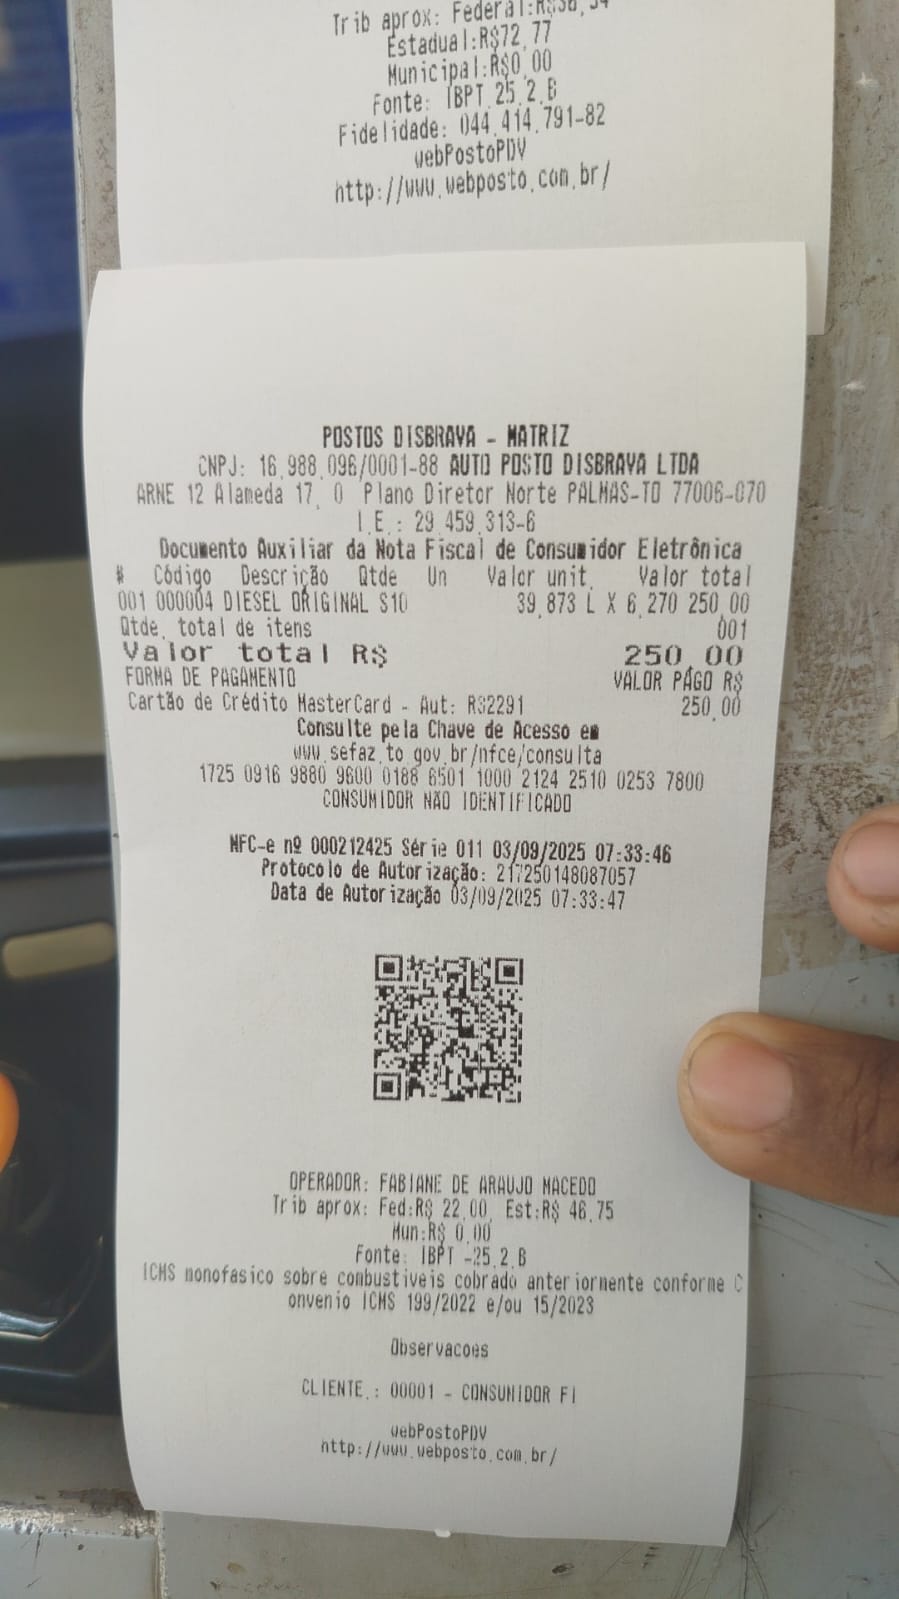 Trib aprox: Federal:R$38,54
Estadual:R$72,77
Municipal:R$0,00
Fonte: IBPT 25.2.B
Fidelidade: 044.414.791-82
webPostoPDV
http://www.webposto.com.br/
POSTOS DISBRAVA - MATRIZ
CNPJ: 16.988.096/0001-88 AUTO POSTO DISBRAVA LTDA
ARNE 12 Alameda 17, 0 Plano Diretor Norte PALMAS-TO 77006-070
I.E.: 29.459.313-6
Documento Auxiliar da Nota Fiscal de Consumidor Eletrônica
# Código Descrição Qtde Un Valor unit. Valor total
001 000004 DIESEL ORIGINAL S10 39,873 L X 6,270 250,00
Qtde. total de itens 001
Valor total R$ 250,00
FORMA DE PAGAMENTO VALOR PAGO R$
Cartão de Crédito MasterCard - Aut: R32291 250,00
Consulte pela Chave de Acesso em
www.sefaz.to.gov.br/nfce/consulta
1725 0916 9880 9600 0188 6501 1000 2124 2510 0253 7800
CONSUMIDOR NÃO IDENTIFICADO
NFC-e nº 000212425 Série 011 03/09/2025 07:33:46
Protocolo de Autorização: 217250148087057
Data de Autorização 03/09/2025 07:33:47
OPERADOR: FABIANE DE ARAUJO MACEDO
Trib aprox: Fed:R$ 22,00, Est:R$ 46,75
Mun:R$ 0,00
Fonte: IBPT -25.2.B
ICMS monofasico sobre combustiveis cobrado anteriormente conforme C
onvenio ICMS 199/2022 e/ou 15/2023
Observacoes
CLIENTE.: 00001 - CONSUMIDOR FI
webPostoPDV
http://www.webposto.com.br/